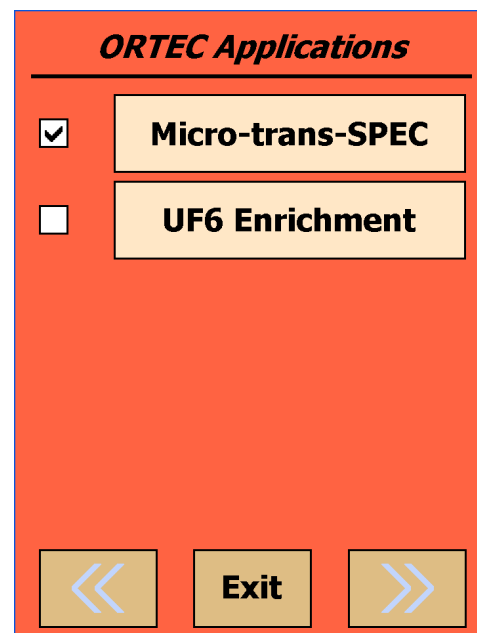 ORTEC Applications
Micro-trans-SPEC
UF6 Enrichment
Exit